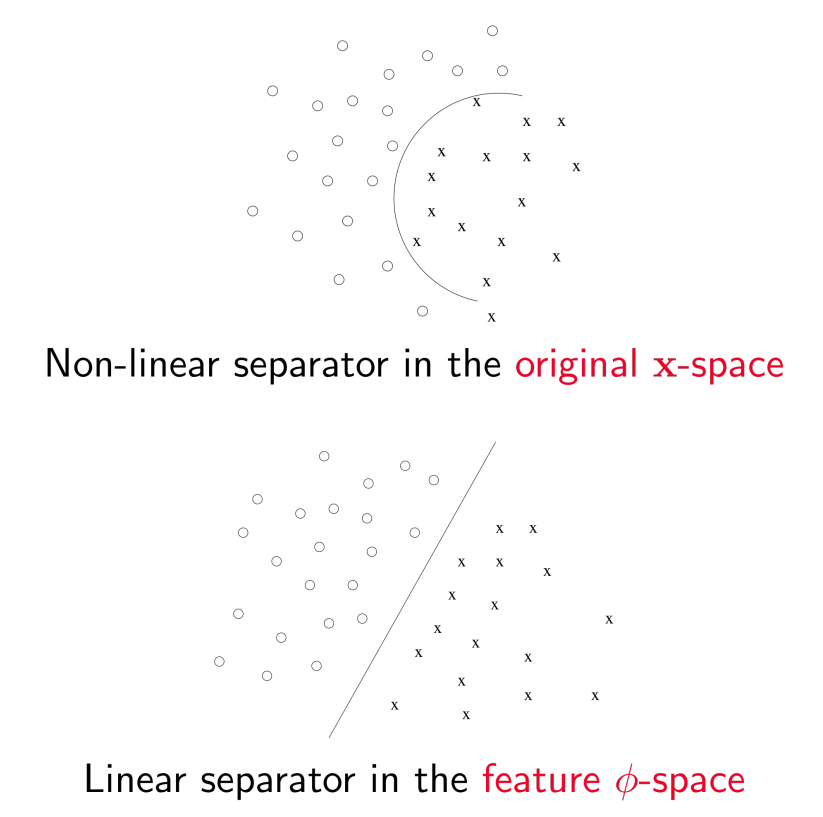 Non-linear separator in the original x-space
Linear separator in the feature ϕ-space